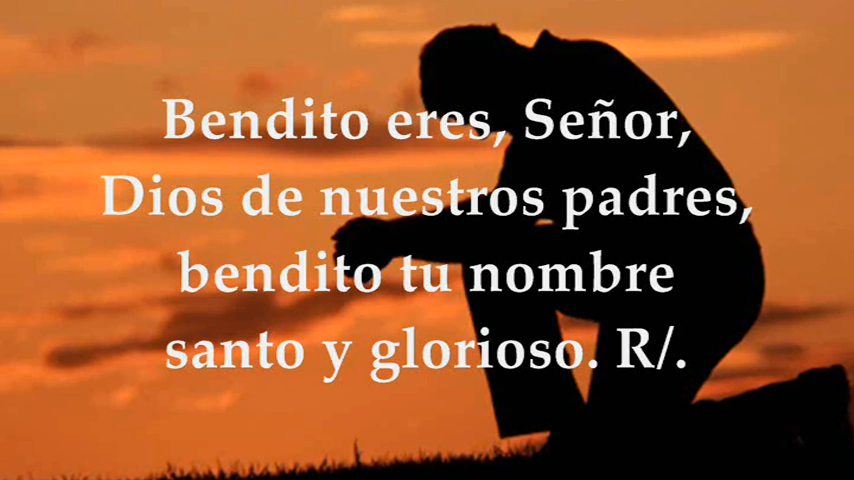 Bendito eres, Señor,
Dios de nuestros padres,
bendito tu nombre
santo y glorioso. R/.